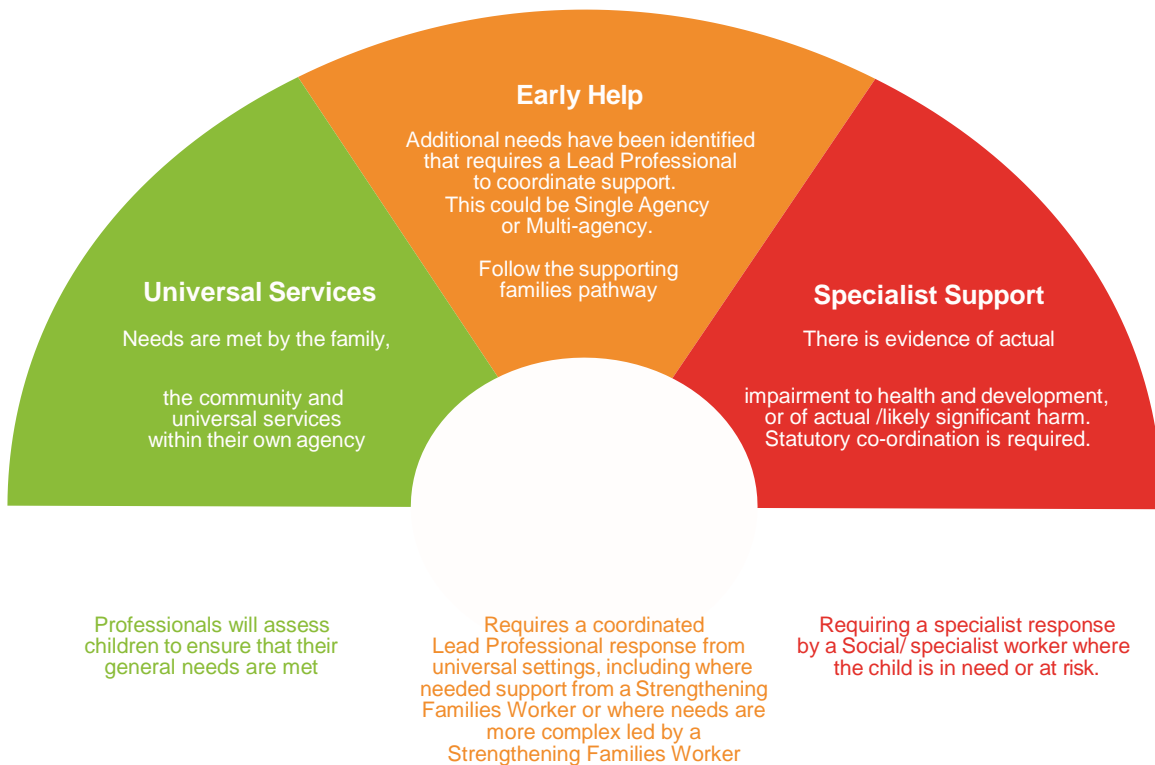 Early Help
Additional needs have been identified
that requires a Lead Professional
to coordinate support.
This could be Single Agency
or Multi-agency.
Follow the supporting
families pathway
Universal Services
Needs are met by the family,
the community and
universal services
within their own agency
Specialist Support
There is evidence of actual
impairment to health and development,
or of actual /likely significant harm.
Statutory co-ordination is required.
Professionals will assess
children to ensure that their
general needs are met
Requires a coordinated
Lead Professional response from
universal settings, including where
needed support from a Strengthening
Families Worker or where needs are
more complex led by a
Strengthening Families Worker
Requiring a specialist response
by a Social/ specialist worker where
the child is in need or at risk.